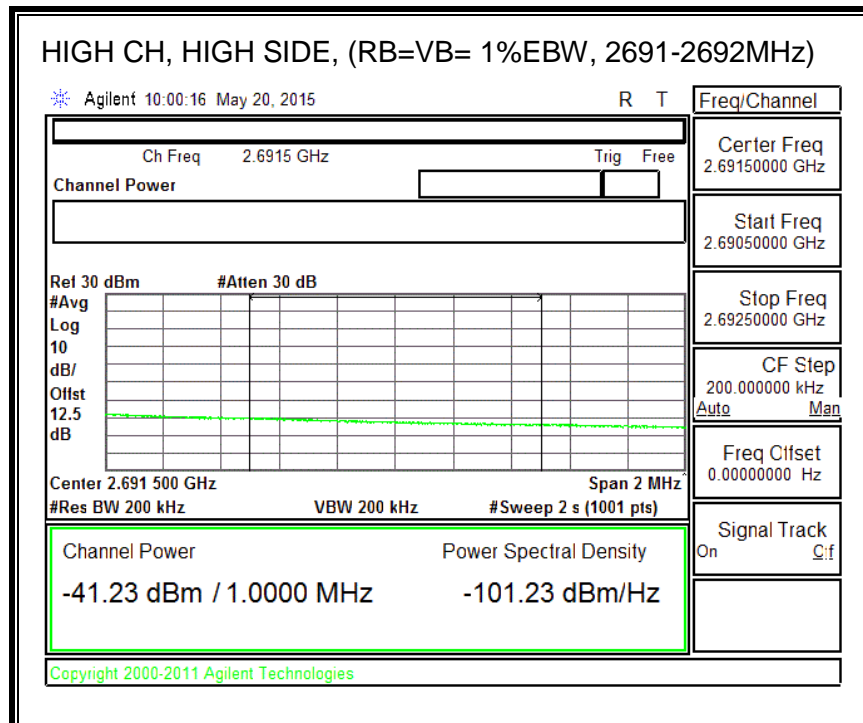 HIGH CH, HIGH SIDE, (RB=VB= 1%EBW, 2691-2692MHz)
Agilent 10:00:16 May 20, 2015 R T
Freq/Channel
Ch Freq 2.6915 GHz Trig Free
Channel Power
Center Freq
2.69150000 GHz
Start Freq
2.69050000 GHz
Stop Freq
2.69250000 GHz
CF Step
200.000000 kHz
Auto Man
Freq Offset
0.00000000 Hz
Signal Track
On Off
Ref 30 dBm #Atten 30 dB
#Avg
Log
10
dB/
Offst
12.5
dB
Center 2.691 500 GHz Span 2 MHz
#Res BW 200 kHz VBW 200 kHz #Sweep 2 s (1001 pts)
Channel Power Power Spectral Density
-41.23 dBm / 1.0000 MHz -101.23 dBm/Hz
Copyright 2000-2011 Agilent Technologies